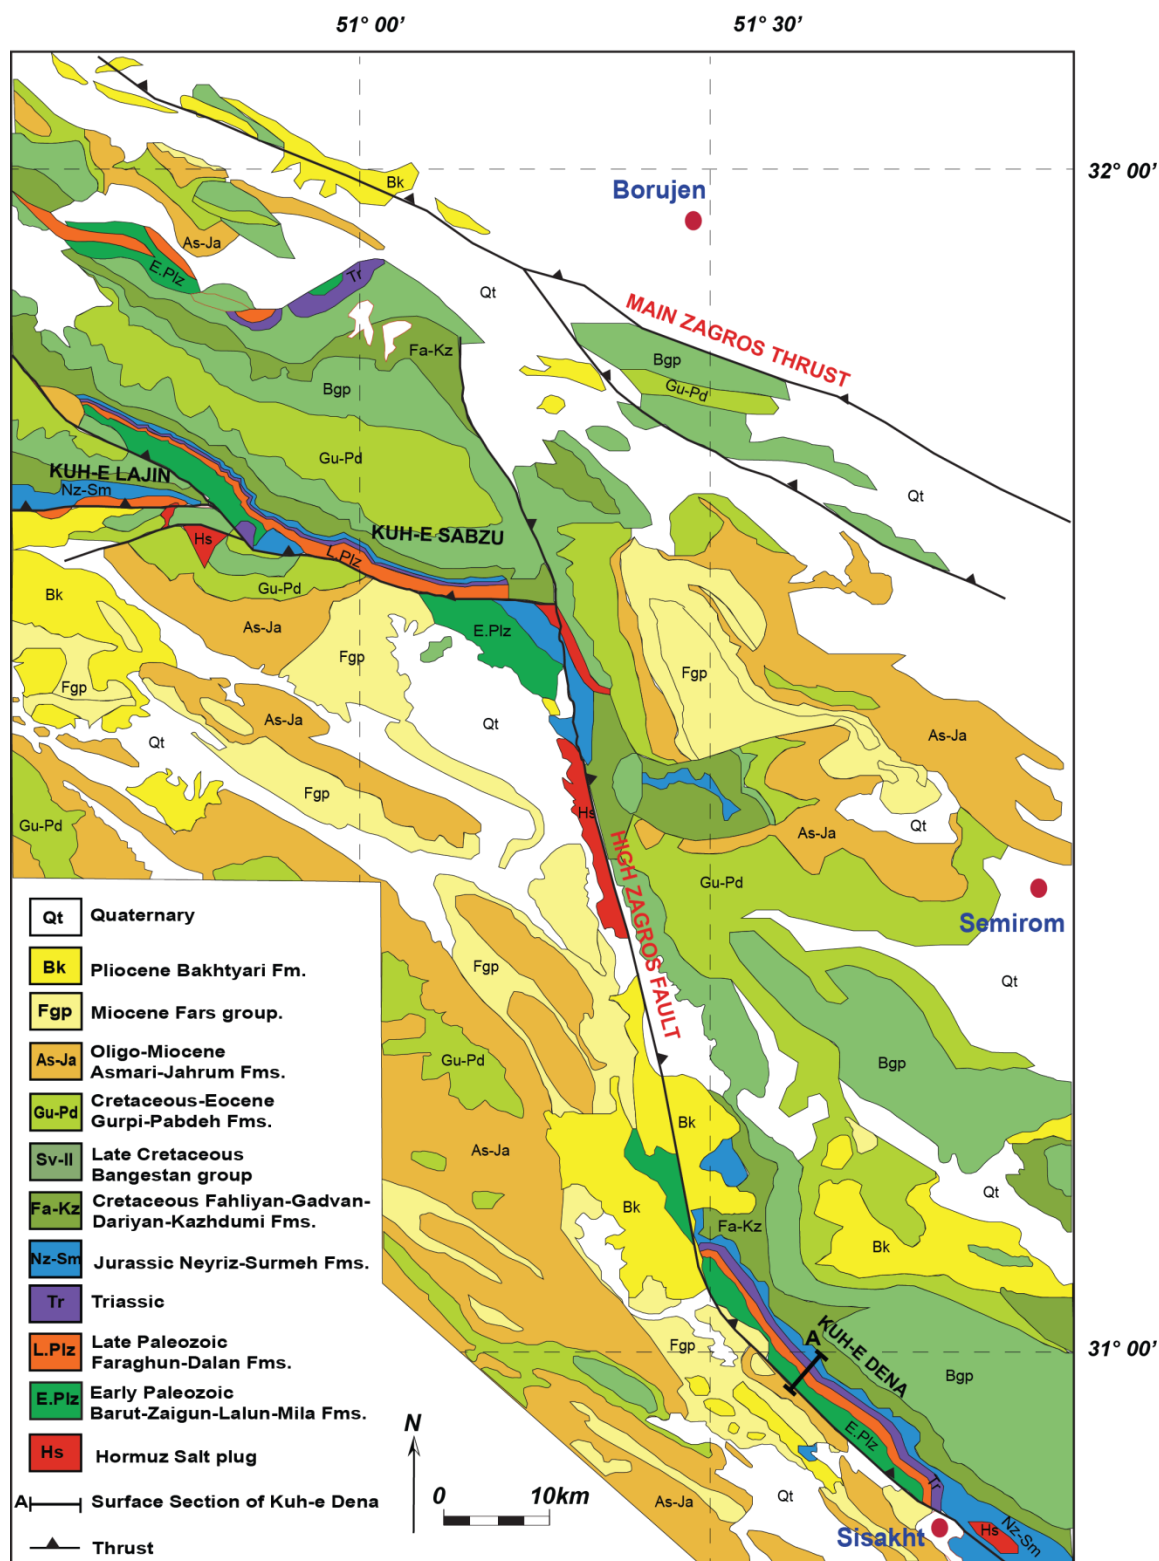 51° 00’
51° 30’
32° 00’
Bk
Borujen
As-Ja
E.Plz
Tr
Qt
MAIN ZAGROS THRUST
Fa-Kz
Bgp
Gu-Pd
Bgp
Gu-Pd
KUH-E LAJIN
Nz-Sm
Qt
KUH-E SABZU
Hs
L.Plz
Gu-Pd
Bk
As-Ja
E.Plz
Fgp
Fgp
Fgp
As-Ja
Qt
Qt
As-Ja
Fgp
Hs
Gu-Pd
As-Ja
Qt
HIGH ZAGROS FAULT
Gu-Pd
Semirom
Fgp
Qt
Gu-Pd
Bgp
Bk
As-Ja
Bk
Qt
Fa-Kz
Bk
KUH-E DENA
A
31° 00’
Fgp
Bgp
E.Plz
Tr
As-Ja
Qt
Sisakht
Hs
Nz-Sm
Qt Quaternary
Bk Pliocene Bakhtyari Fm.
Fgp Miocene Fars group.
As-Ja Oligo-Miocene
Asmari-Jahrum Fms.
Gu-Pd Cretaceous-Eocene
Gurpi-Pabdeh Fms.
Sv-Il Late Cretaceous
Bangestan group
Fa-Kz Cretaceous Fahliyan-Gadvan-
Dariyan-Kazhdumi Fms.
Nz-Sm Jurassic Neyriz-Surmeh Fms.
Tr Triassic
L.Plz Late Paleozoic
Faraghun-Dalan Fms.
E.Plz Early Paleozoic
Barut-Zaigun-Lalun-Mila Fms.
Hs Hormuz Salt plug
A Surface Section of Kuh-e Dena
Thrust
N
0 10km